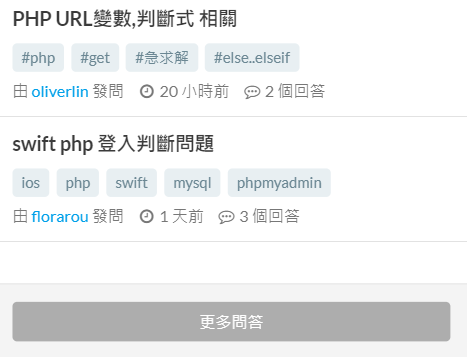 PHP URL變數,判斷式 相關
#php #get #急求解 #else..elseif
由 oliverlin 發問 20 小時前 2 個回答
swift php 登入判斷問題
ios php swift mysql phpmyadmin
由 florarou 發問 1 天前 3 個回答
更多問答